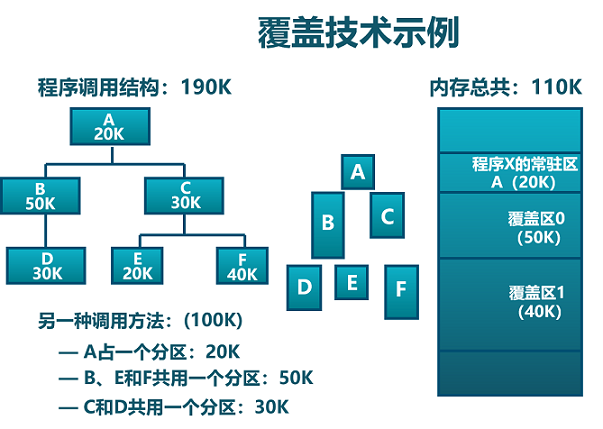 覆盖技术示例
程序调用结构：190K
内存总共：110K
A
20K
B
50K
C
30K
D
30K
E
20K
F
40K
A
B
C
D
E
F
程序X的常驻区
A（20K）
覆盖区0
（50K）
覆盖区1
（40K）
另一种调用方法：(100K)
— A占一个分区：20K
— B、E和F共用一个分区：50K
— C和D共用一个分区：30K